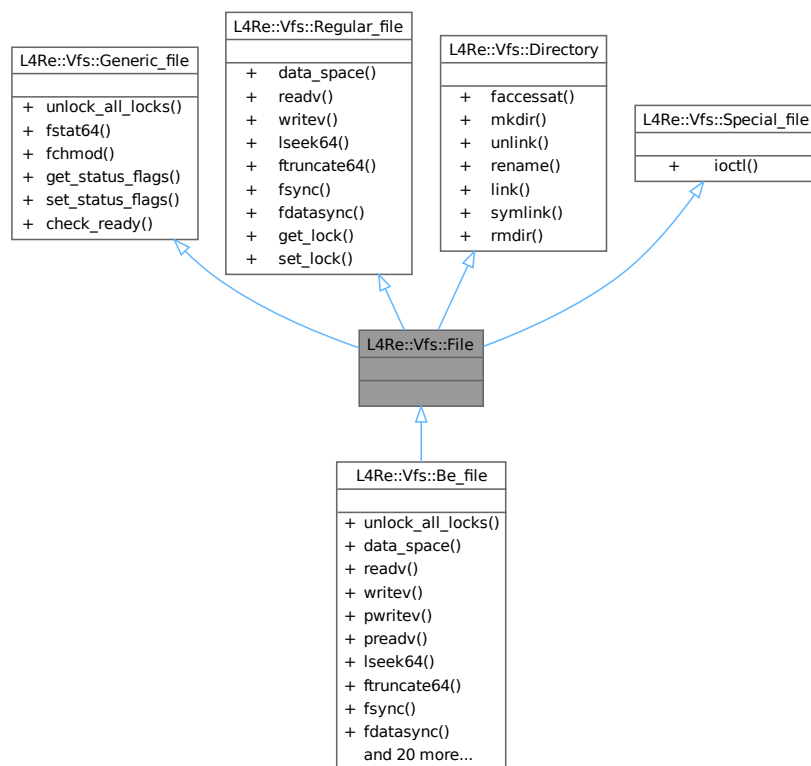 L4Re::Vfs::Generic_file
+ unlock_all_locks()
+ fstat64()
+ fchmod()
+ get_status_flags()
+ set_status_flags()
+ check_ready()
L4Re::Vfs::Regular_file
+ data_space()
+ readv()
+ writev()
+ lseek64()
+ ftruncate64()
+ fsync()
+ fdatasync()
+ get_lock()
+ set_lock()
L4Re::Vfs::Directory
+ faccessat()
+ mkdir()
+ unlink()
+ rename()
+ link()
+ symlink()
+ rmdir()
L4Re::Vfs::Special_file
+ ioctl()
L4Re::Vfs::File
L4Re::Vfs::Be_file
+ unlock_all_locks()
+ data_space()
+ readv()
+ writev()
+ pwritev()
+ preadv()
+ lseek64()
+ ftruncate64()
+ fsync()
+ fdatasync()
and 20 more...